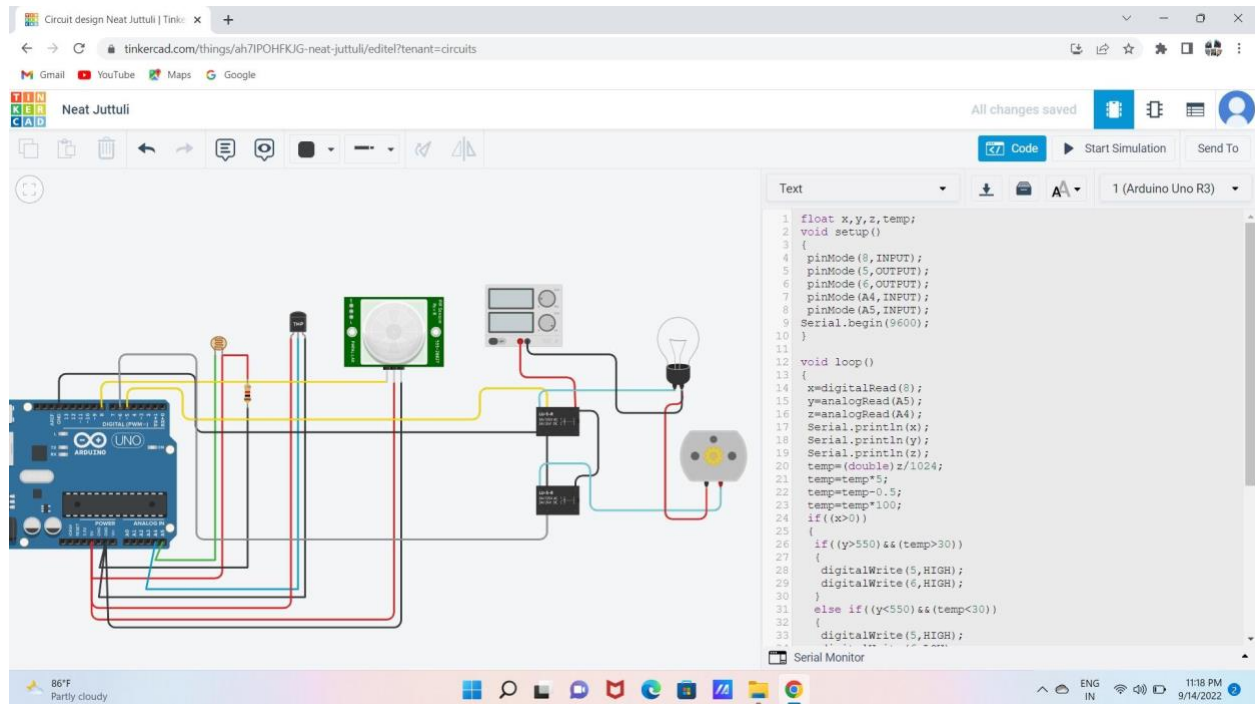 Circuit design Neat Juttuli | Tinke
tinkercad.com/things/ah7IPOHFKJG-neat-juttuli/editel?tenant=circuits
Gmail YouTube Maps Google
TIN
KER
CAD
Neat Juttuli
All changes saved
Code
Start Simulation
Send To
Text
1 (Arduino Uno R3)
1 float x,y,z,temp;
2 void setup()
3 {
4 pinMode(8,INPUT);
5 pinMode(5,OUTPUT);
6 pinMode(6,OUTPUT);
7 pinMode(A4,INPUT);
8 pinMode(A5,INPUT);
9 Serial.begin(9600);
10 }
11
12 void loop()
13 {
14 x=digitalRead(8);
15 y=analogRead(A5);
16 z=analogRead(A4);
17 Serial.println(x);
18 Serial.println(y);
19 Serial.println(z);
20 temp=(double)z/1024;
21 temp=temp*5;
22 temp=temp-0.5;
23 temp=temp*100;
24 if((x>0))
25 {
26 if((y>550)&&(temp>30))
27 {
28 digitalWrite(5,HIGH);
29 digitalWrite(6,HIGH);
30 }
31 else if((y<550)&&(temp<30))
32 {
33 digitalWrite(5,HIGH);
Serial Monitor
TMP
DIGITAL (PWM~)
UNO
ARDUINO
POWER
ANALOG IN
86°F
Partly cloudy
ENG
IN
11:18 PM
9/14/2022
2